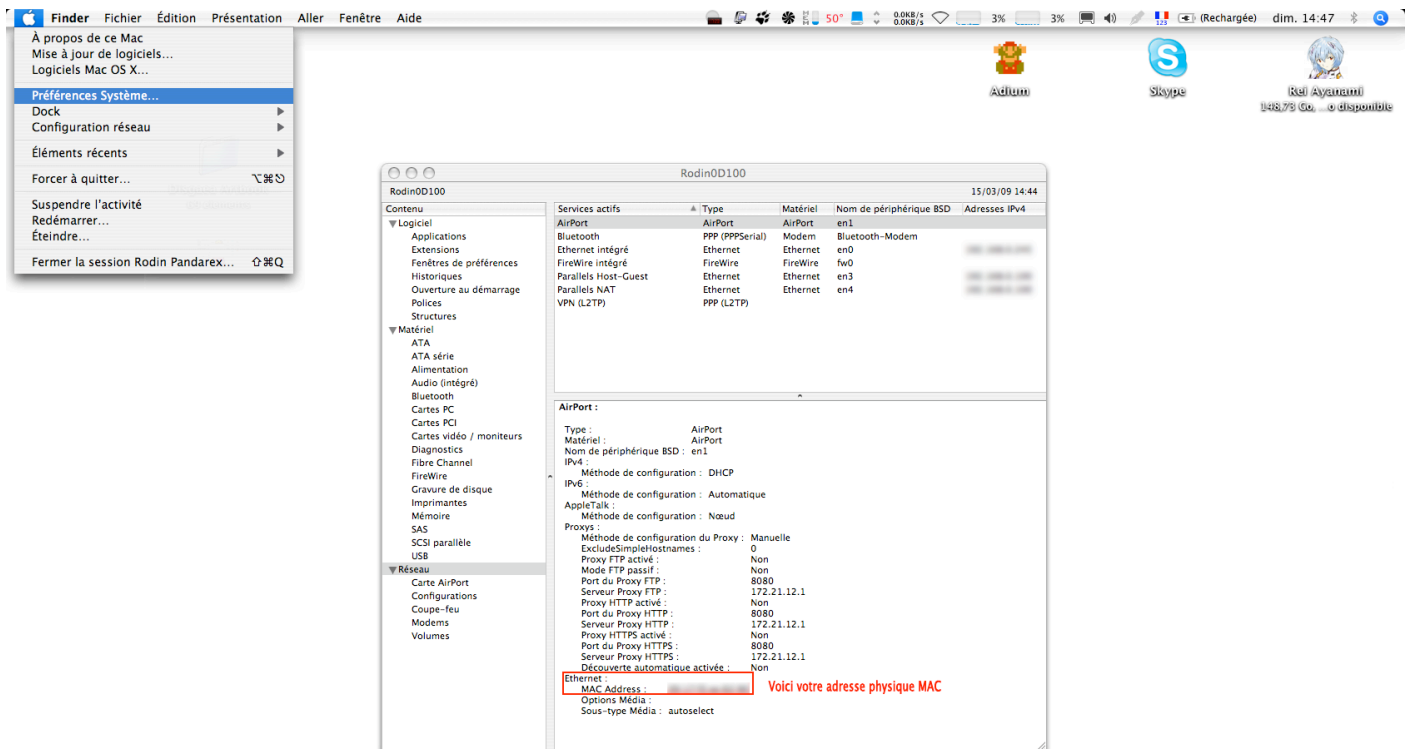 Finder Fichier Édition Présentation Aller Fenêtre Aide
50° 0.0KB/s 0.0KB/s 3% 3% 123 (Rechargée) dim. 14:47
À propos de ce Mac
Mise à jour de logiciels...
Logiciels Mac OS X...
Préférences Système...
Dock
Configuration réseau
Éléments récents
Forcer à quitter... ⌥⌘⎋
Suspendre l'activité
Redémarrer...
Éteindre...
Fermer la session Rodin Pandarex... ⇧⌘Q
Adium
Skype
Rei Ayanami
148,73 Go, ...o disponible
Rodin0D100
Rodin0D100 15/03/09 14:44
Contenu
Logiciel
Applications
Extensions
Fenêtres de préférences
Historiques
Ouverture au démarrage
Polices
Structures
Matériel
ATA
ATA série
Alimentation
Audio (intégré)
Bluetooth
Cartes PC
Cartes PCI
Cartes vidéo / moniteurs
Diagnostics
Fibre Channel
FireWire
Gravure de disque
Imprimantes
Mémoire
SAS
SCSI parallèle
USB
Réseau
Carte AirPort
Configurations
Coupe-feu
Modems
Volumes
Services actifs Type Matériel Nom de périphérique BSD Adresses IPv4
AirPort AirPort AirPort en1
Bluetooth PPP (PPPSerial) Modem Bluetooth-Modem
Ethernet intégré Ethernet Ethernet en0
FireWire intégré FireWire FireWire fw0
Parallels Host-Guest Ethernet Ethernet en3
Parallels NAT Ethernet Ethernet en4
VPN (L2TP) PPP (L2TP)
AirPort :
Type : AirPort
Matériel : AirPort
Nom de périphérique BSD : en1
IPv4 :
Méthode de configuration : DHCP
IPv6 :
Méthode de configuration : Automatique
AppleTalk :
Méthode de configuration : Nœud
Proxys :
Méthode de configuration du Proxy : Manuelle
ExcludeSimpleHostnames : 0
Proxy FTP activé : Non
Mode FTP passif : Non
Port du Proxy FTP : 8080
Serveur Proxy FTP : 172.21.12.1
Proxy HTTP activé : Non
Port du Proxy HTTP : 8080
Serveur Proxy HTTP : 172.21.12.1
Proxy HTTPS activé : Non
Port du Proxy HTTPS : 8080
Serveur Proxy HTTPS : 172.21.12.1
Découverte automatique activée : Non
Ethernet :
MAC Address :
Voici votre adresse physique MAC
Options Média :
Sous-type Média : autoselect